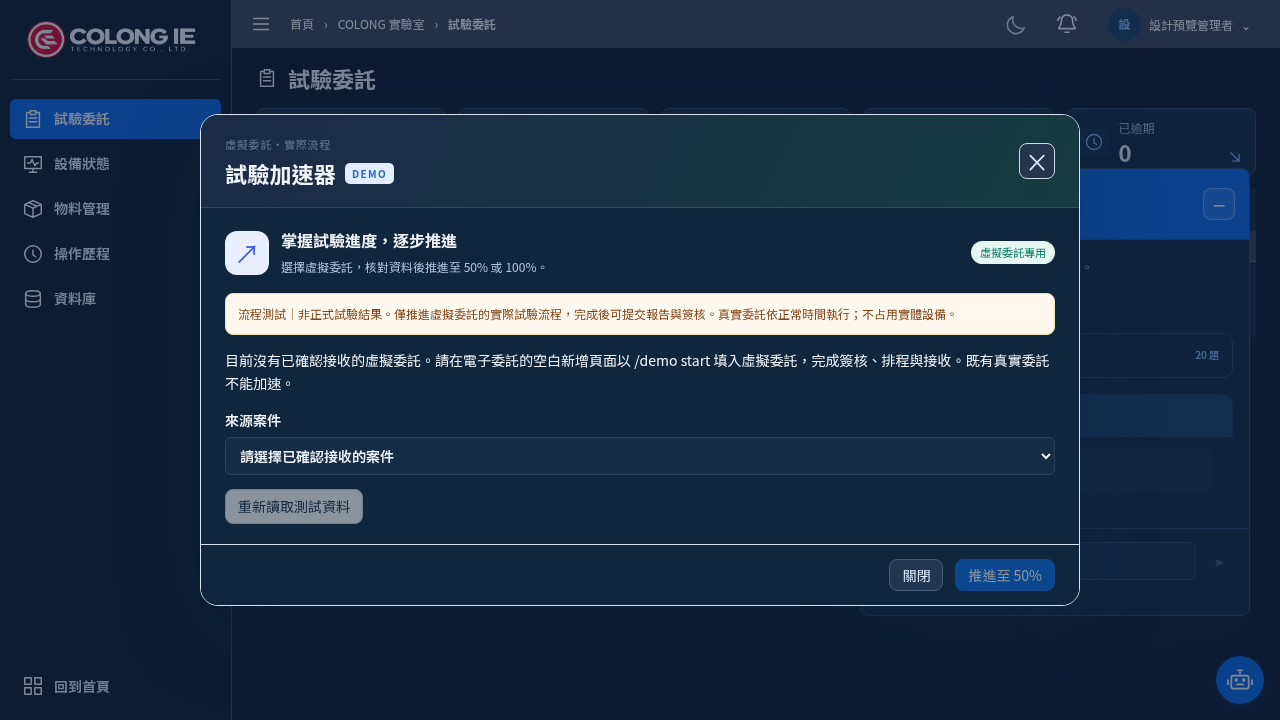 COLONG IE
TECHNOLOGY CO., LTD.
首頁 › COLONG 實驗室 › 試驗委託
設
設計預覽管理者
試驗委託
設備狀態
物料管理
操作歷程
資料庫
回到首頁
試驗委託
已逾期
0
虛擬委託・實際流程
試驗加速器
DEMO
掌握試驗進度，逐步推進
選擇虛擬委託，核對資料後推進至 50% 或 100%。
虛擬委託專用
流程測試｜非正式試驗結果。僅推進虛擬委託的實際試驗流程，完成後可提交報告與簽核。真實委託依正常時間執行；不占用實體設備。
目前沒有已確認接收的虛擬委託。請在電子委託的空白新增頁面以 /demo start 填入虛擬委託，完成簽核、排程與接收。既有真實委託
不能加速。
來源案件
請選擇已確認接收的案件
重新讀取測試資料
關閉
推進至 50%
20 題